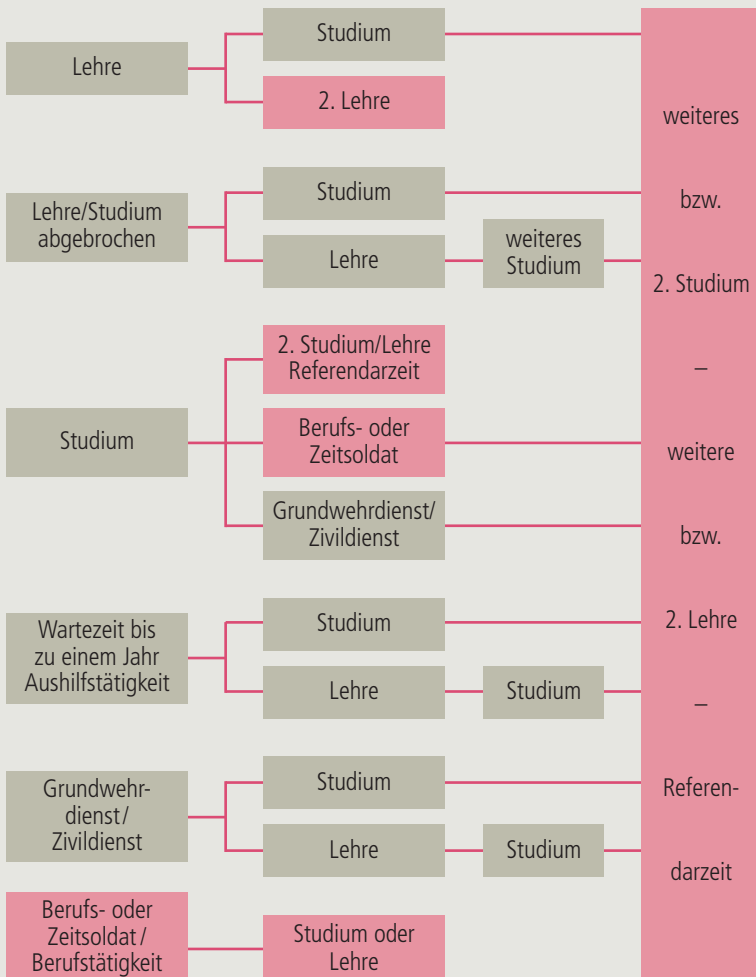 Lehre
Studium
2. Lehre
Lehre/Studium
abgebrochen
Studium
Lehre
weiteres
Studium
Studium
2. Studium/Lehre
Referendarzeit
Berufs- oder
Zeitsoldat
Grundwehrdienst/
Zivildienst
Wartezeit bis
zu einem Jahr
Aushilfstätigkeit
Studium
Lehre
Studium
Grundwehr-
dienst/
Zivildienst
Studium
Lehre
Studium
Berufs- oder
Zeitsoldat/
Berufstätigkeit
Studium oder
Lehre
weiteres
bzw.
2. Studium
–
weitere
bzw.
2. Lehre
–
Referen-
darzeit